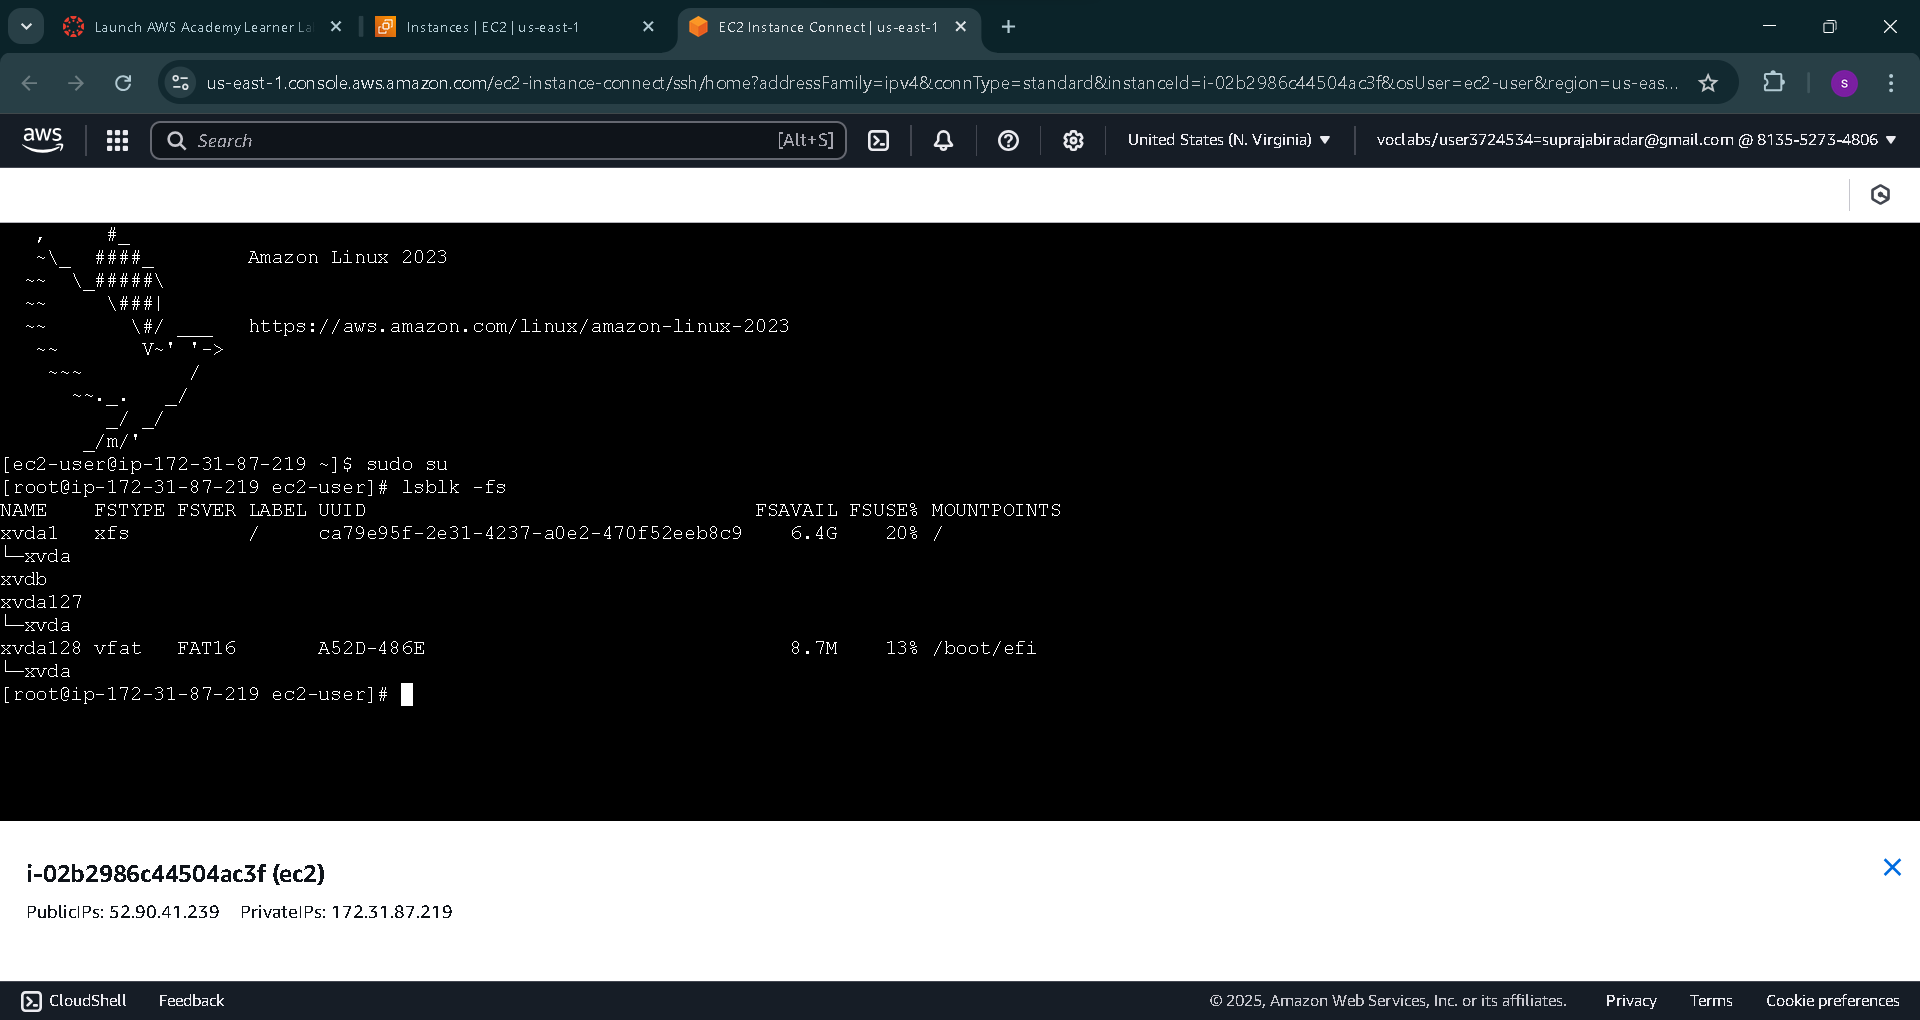 Launch AWS Academy Learner La
Instances | EC2 | us-east-1
EC2 Instance Connect | us-east-1
us-east-1.console.aws.amazon.com/ec2-instance-connect/ssh/home?addressFamily=ipv4&connType=standard&instanceId=i-02b2986c44504ac3f&osUser=ec2-user&region=us-eas...
s
aws
Search
[Alt+S]
United States (N. Virginia) ▼
voclabs/user3724534=suprajabiradar@gmail.com @ 8135-5273-4806 ▼
   ,     #_
   ~\_  ####_        Amazon Linux 2023
  ~~  \_#####\
  ~~     \###|
  ~~       \#/ ___   https://aws.amazon.com/linux/amazon-linux-2023
   ~~       V~' '->
    ~~~         /
      ~~._.   _/
         _/ _/
       _/m/'
[ec2-user@ip-172-31-87-219 ~]$ sudo su
[root@ip-172-31-87-219 ec2-user]# lsblk -fs
NAME    FSTYPE FSVER LABEL UUID                                 FSAVAIL FSUSE% MOUNTPOINTS
xvda1   xfs          /     ca79e95f-2e31-4237-a0e2-470f52eeb8c9    6.4G    20% /
└─xvda
xvdb
xvda127
└─xvda
xvda128 vfat   FAT16       A52D-486E                               8.7M    13% /boot/efi
└─xvda
[root@ip-172-31-87-219 ec2-user]#
i-02b2986c44504ac3f (ec2)
PublicIPs: 52.90.41.239 PrivateIPs: 172.31.87.219
CloudShell
Feedback
© 2025, Amazon Web Services, Inc. or its affiliates.
Privacy
Terms
Cookie preferences